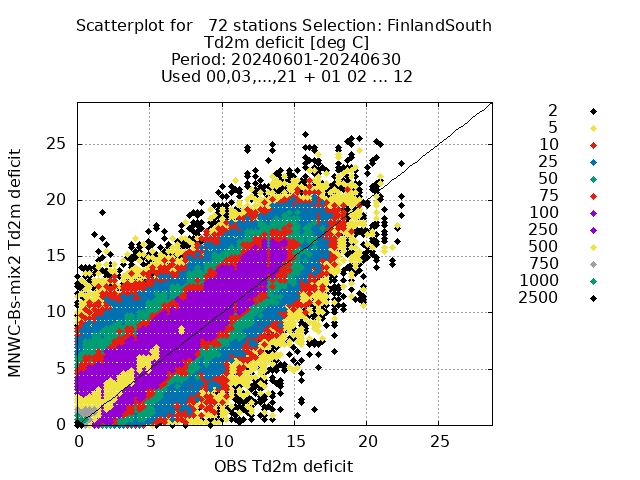 Scatterplot for   72 stations Selection: FinlandSouth
Td2m deficit [deg C]
Period: 20240601-20240630
Used 00,03,...,21 + 01 02 ... 12
2
5
10
25
50
75
100
250
500
750
1000
2500
25
20
15
10
5
0
MNWC-Bs-mix2 Td2m deficit
0 5 10 15 20 25
OBS Td2m deficit